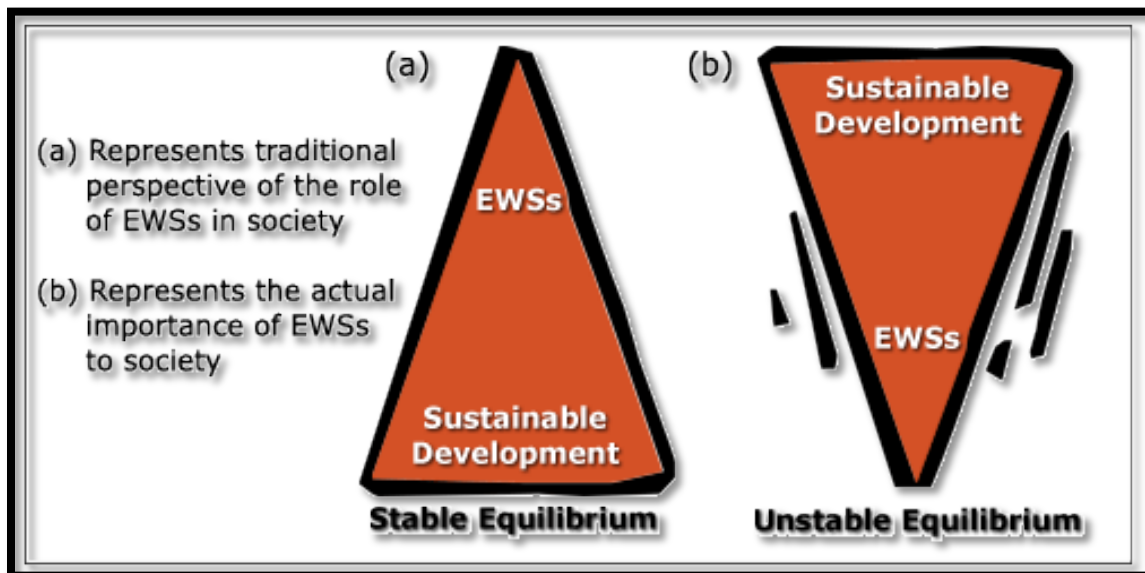 (a) Represents traditional
perspective of the role
of EWSs in society
(b) Represents the actual
importance of EWSs
to society
(a)
EWSs
Sustainable
Development
Stable Equilibrium
(b)
Sustainable
Development
EWSs
Unstable Equilibrium